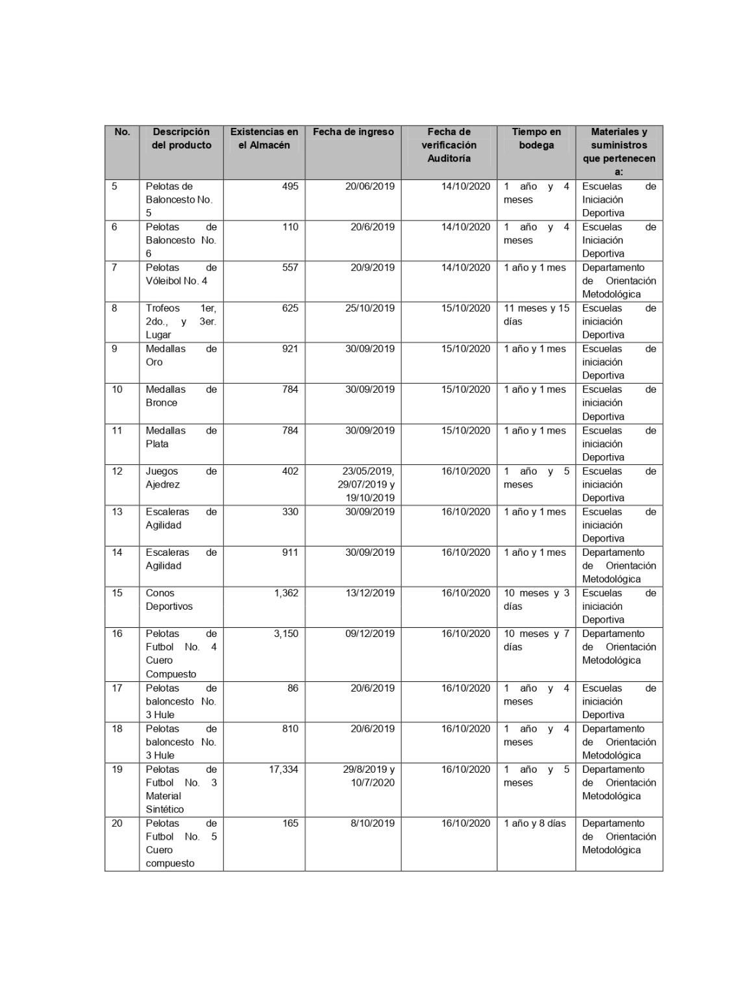 No.
Descripción
del producto
Existencias en
el Almacén
Fecha de ingreso
Fecha de
verificación
Auditoría
Tiempo en
bodega
Materiales y
suministros
que pertenecen
a:
5
Pelotas de
Baloncesto No.
5
495
20/06/2019
14/10/2020
1 año y 4
meses
Escuelas de
Iniciación
Deportiva
6
Pelotas de
Baloncesto No.
6
110
20/6/2019
14/10/2020
1 año y 4
meses
Escuelas de
Iniciación
Deportiva
7
Pelotas de
Vóleibol No. 4
557
20/9/2019
14/10/2020
1 año y 1 mes
Departamento
de Orientación
Metodológica
8
Trofeos 1er,
2do., y 3er.
Lugar
625
25/10/2019
15/10/2020
11 meses y 15
días
Escuelas de
iniciación
Deportiva
9
Medallas de
Oro
921
30/09/2019
15/10/2020
1 año y 1 mes
Escuelas de
iniciación
Deportiva
10
Medallas de
Bronce
784
30/09/2019
15/10/2020
1 año y 1 mes
Escuelas de
iniciación
Deportiva
11
Medallas de
Plata
784
30/09/2019
15/10/2020
1 año y 1 mes
Escuelas de
iniciación
Deportiva
12
Juegos de
Ajedrez
402
23/05/2019,
29/07/2019 y
19/10/2019
16/10/2020
1 año y 5
meses
Escuelas de
iniciación
Deportiva
13
Escaleras de
Agilidad
330
30/09/2019
16/10/2020
1 año y 1 mes
Escuelas de
iniciación
Deportiva
14
Escaleras de
Agilidad
911
30/09/2019
16/10/2020
1 año y 1 mes
Departamento
de Orientación
Metodológica
15
Conos
Deportivos
1,362
13/12/2019
16/10/2020
10 meses y 3
días
Escuelas de
iniciación
Deportiva
16
Pelotas de
Futbol No. 4
Cuero
Compuesto
3,150
09/12/2019
16/10/2020
10 meses y 7
días
Departamento
de Orientación
Metodológica
17
Pelotas de
baloncesto No.
3 Hule
86
20/6/2019
16/10/2020
1 año y 4
meses
Escuelas de
iniciación
Deportiva
18
Pelotas de
baloncesto No.
3 Hule
810
20/6/2019
16/10/2020
1 año y 4
meses
Departamento
de Orientación
Metodológica
19
Pelotas de
Futbol No. 3
Material
Sintético
17,334
29/8/2019 y
10/7/2020
16/10/2020
1 año y 5
meses
Departamento
de Orientación
Metodológica
20
Pelotas de
Futbol No. 5
Cuero
compuesto
165
8/10/2019
16/10/2020
1 año y 8 días
Departamento
de Orientación
Metodológica